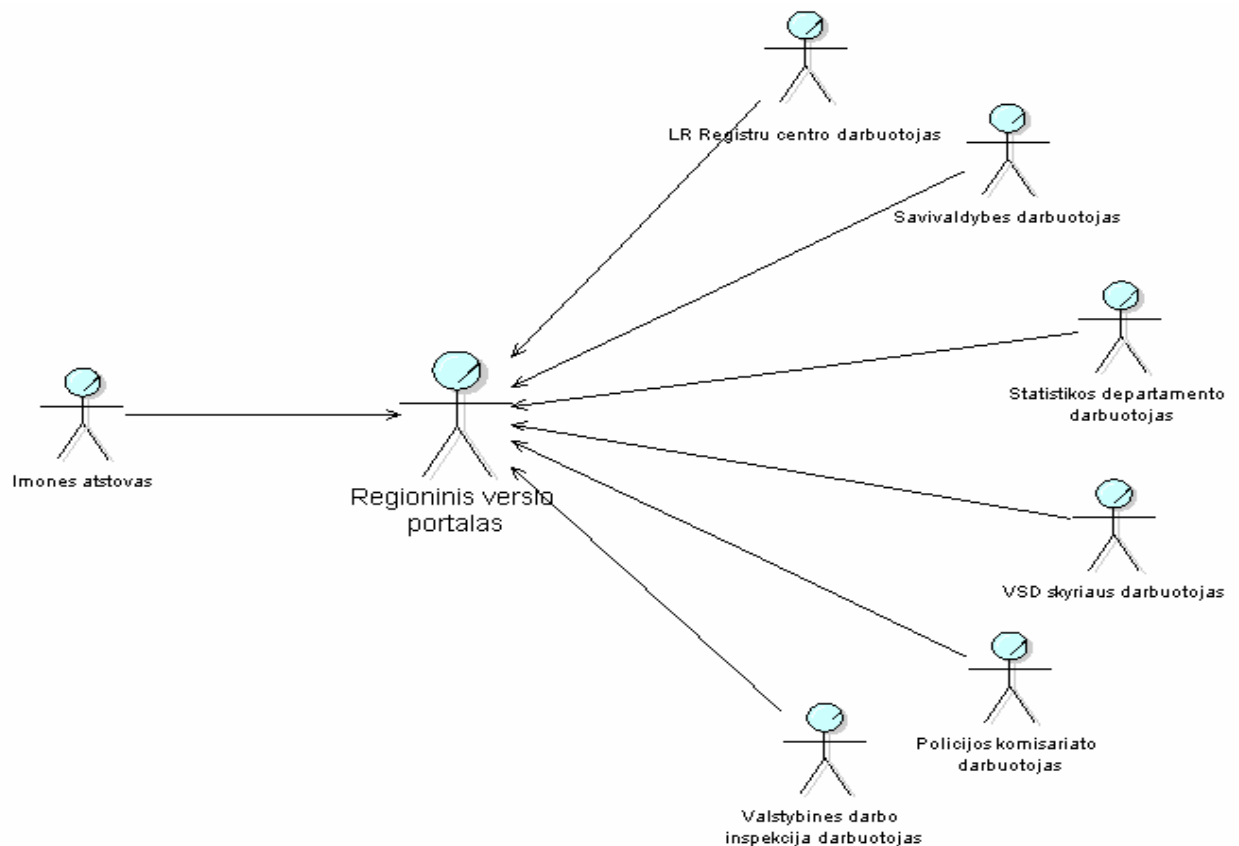 LR Registru centro darbuotojas
Savivaldybes darbuotojas
Statistikos departamento
darbuotojas
Imones atstovas
Regioninis verslo
portalas
VSD skyriaus darbuotojas
Policijos komisariato
darbuotojas
Valstybines darbo
inspekcija darbuotojas